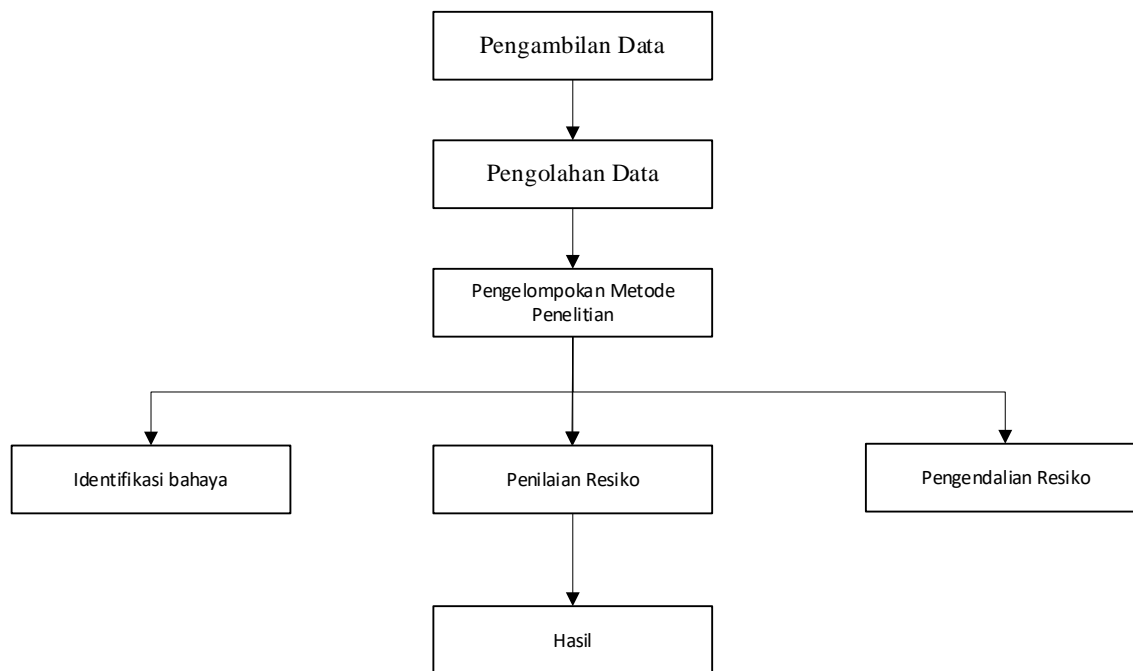 Pengambilan Data
Pengolahan Data
Pengelompokan Metode
Penelitian
Identifikasi bahaya
Penilaian Resiko
Pengendalian Resiko
Hasil